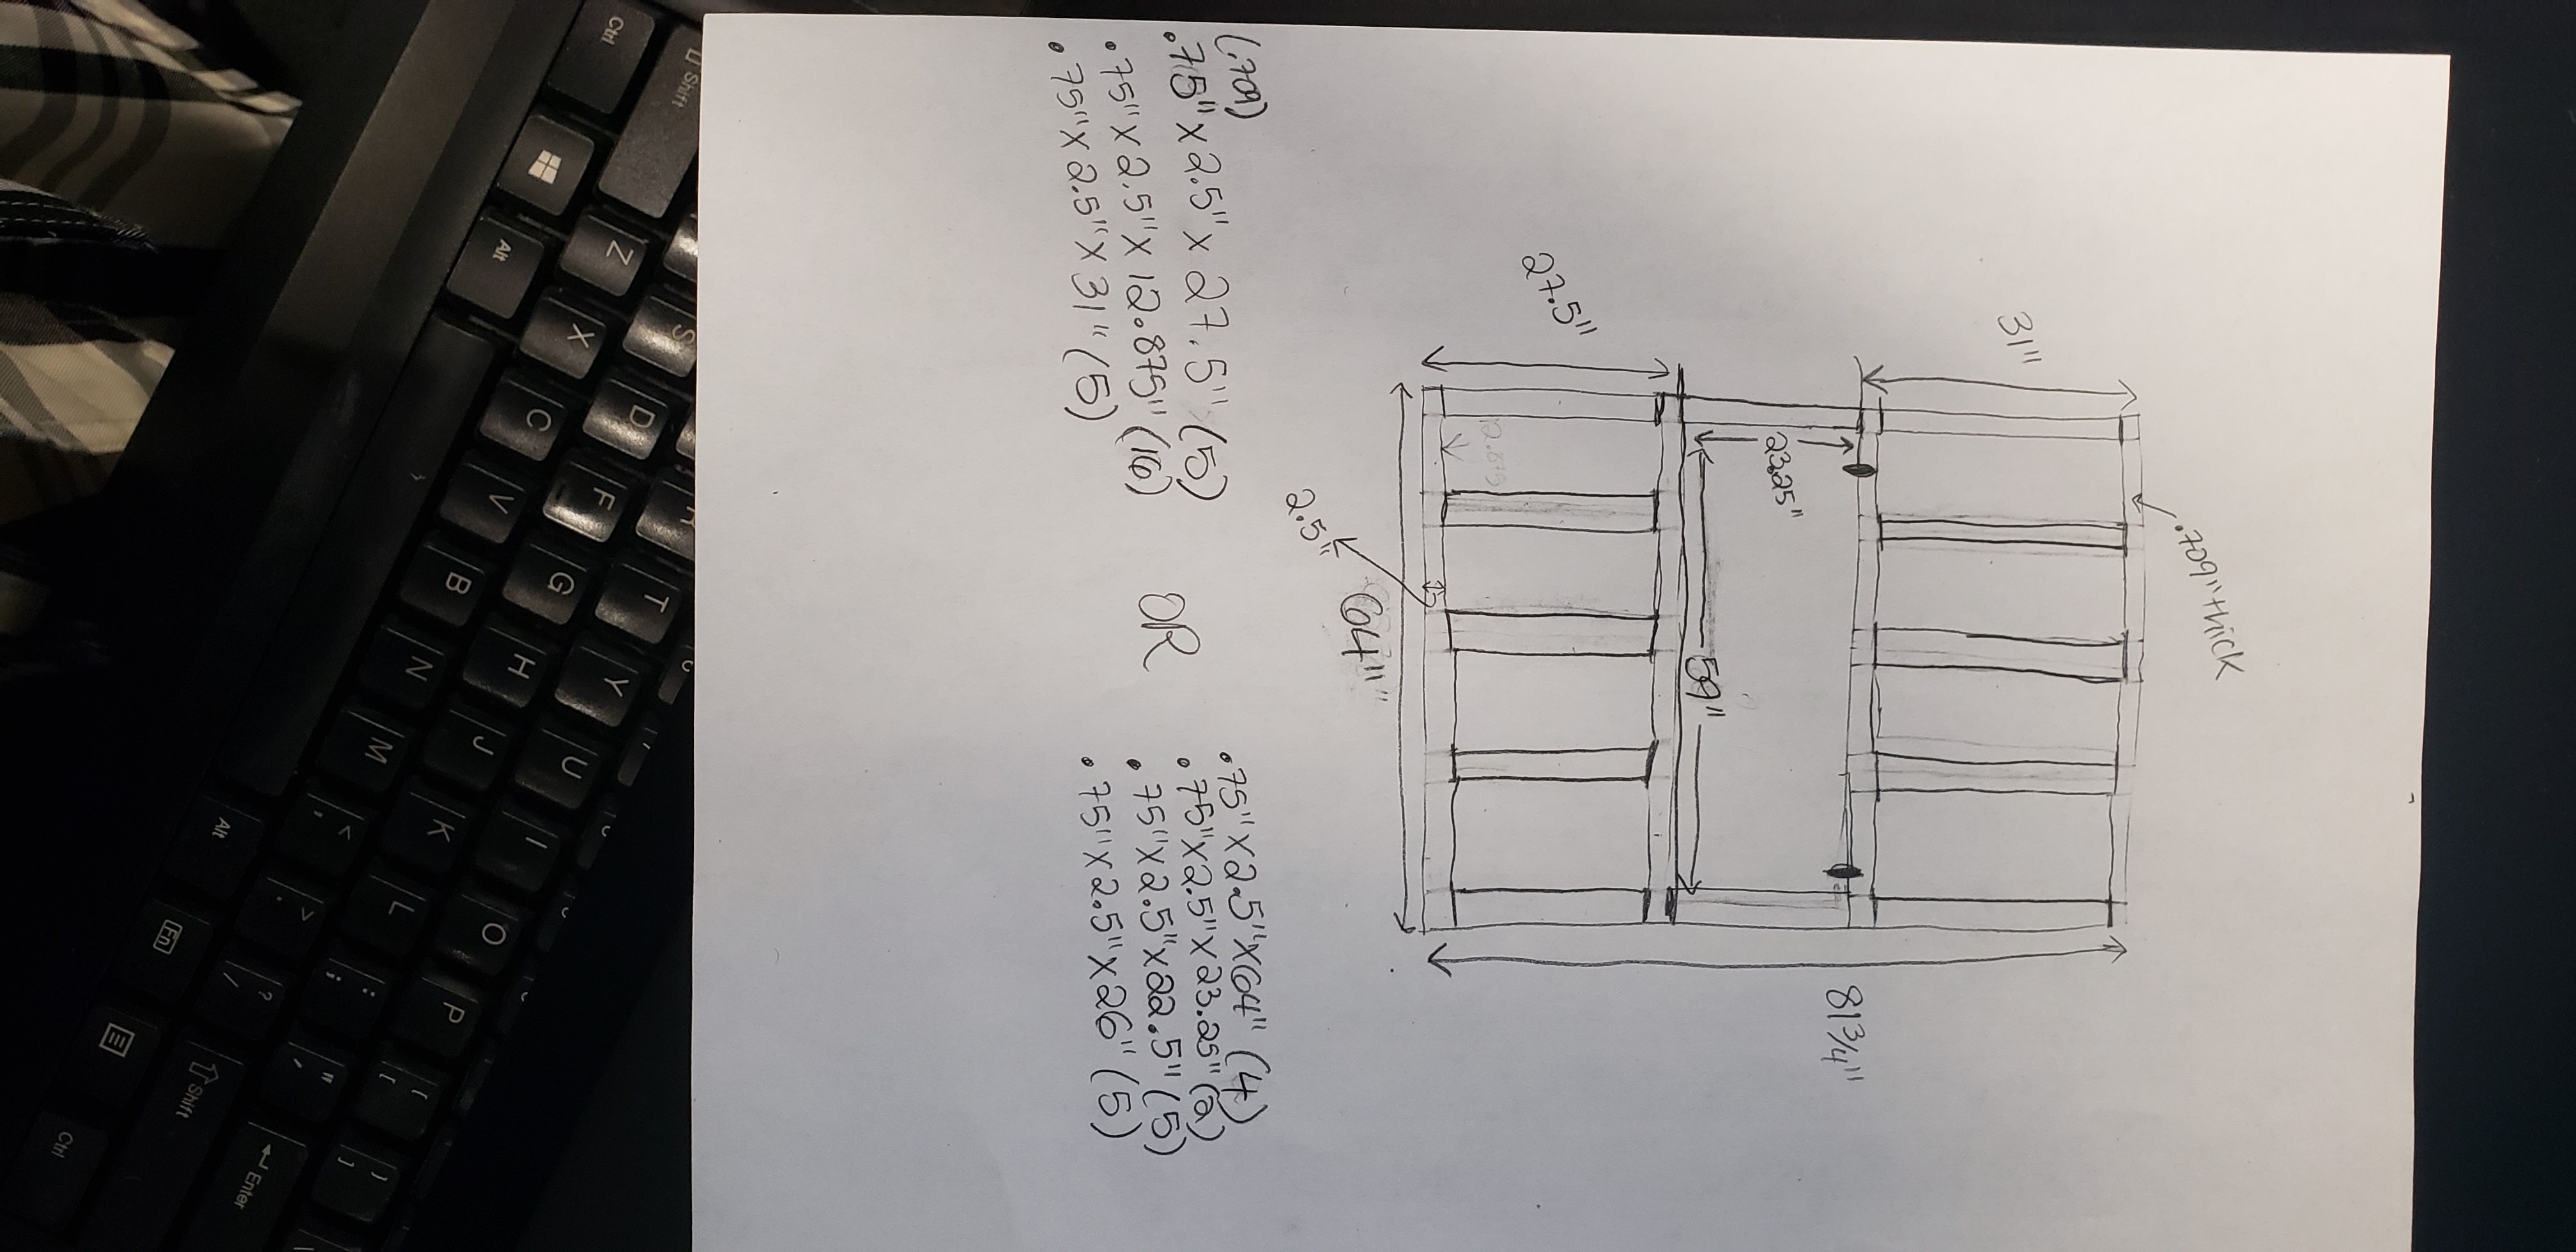 31"
.709" thick
27.5"
23.25"
81 3/4"
59"
12.875
2.5"
64"
(.709)
•.75" x 2.5" x 27.5" (5)
•.75" x 2.5" x 12.875" (16)
•.75" x 2.5" x 31" (5)
OR
•.75" x 2.5" x 64" (4)
•.75" x 2.5" x 23.25" (2)
•.75" x 2.5" x 22.5" (5)
•.75" x 2.5" x 26" (5)
Ctrl
Shift
Alt
Z
X
C
V
B
N
M
<
,
>
.
?
/
Shift
S
D
F
G
H
J
K
L
:
;
"
'
Enter
T
Y
U
I
O
P
{
[
}
]
Alt
Fn
Ctrl